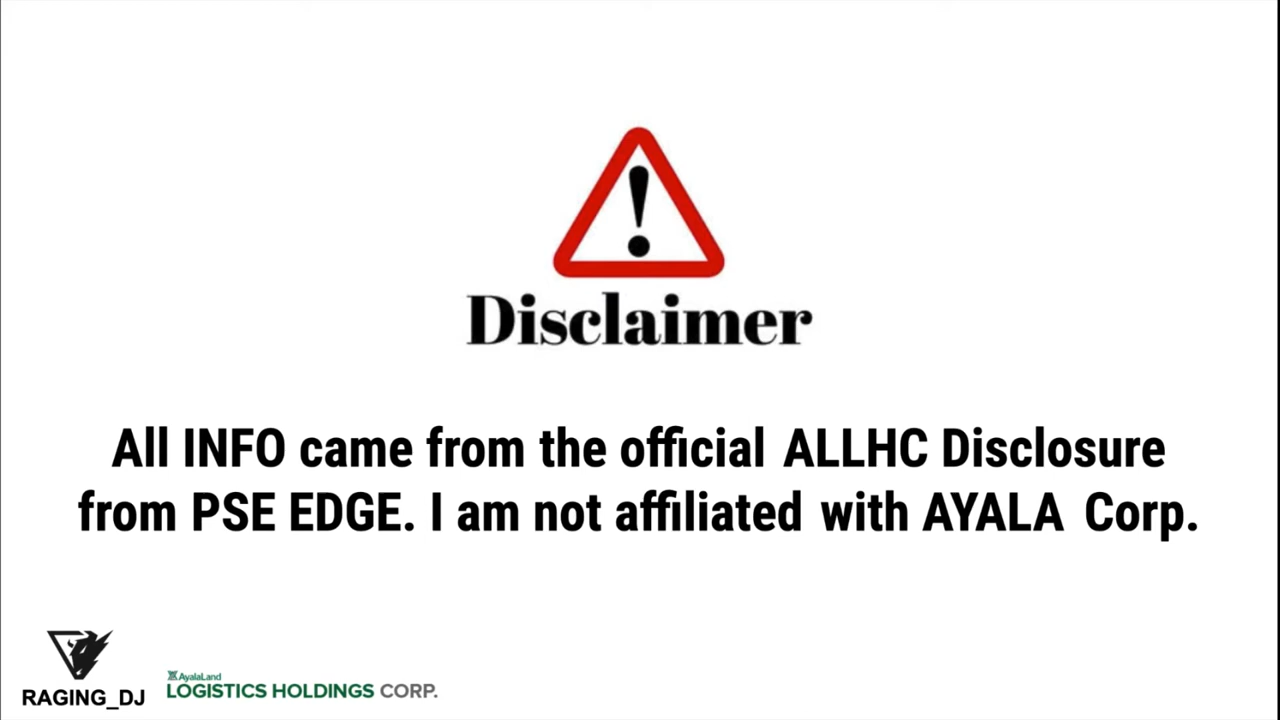 Disclaimer
All INFO came from the official ALLHC Disclosure
from PSE EDGE. I am not affiliated with AYALA Corp.
RAGING_DJ
AyalaLand
LOGISTICS HOLDINGS CORP.